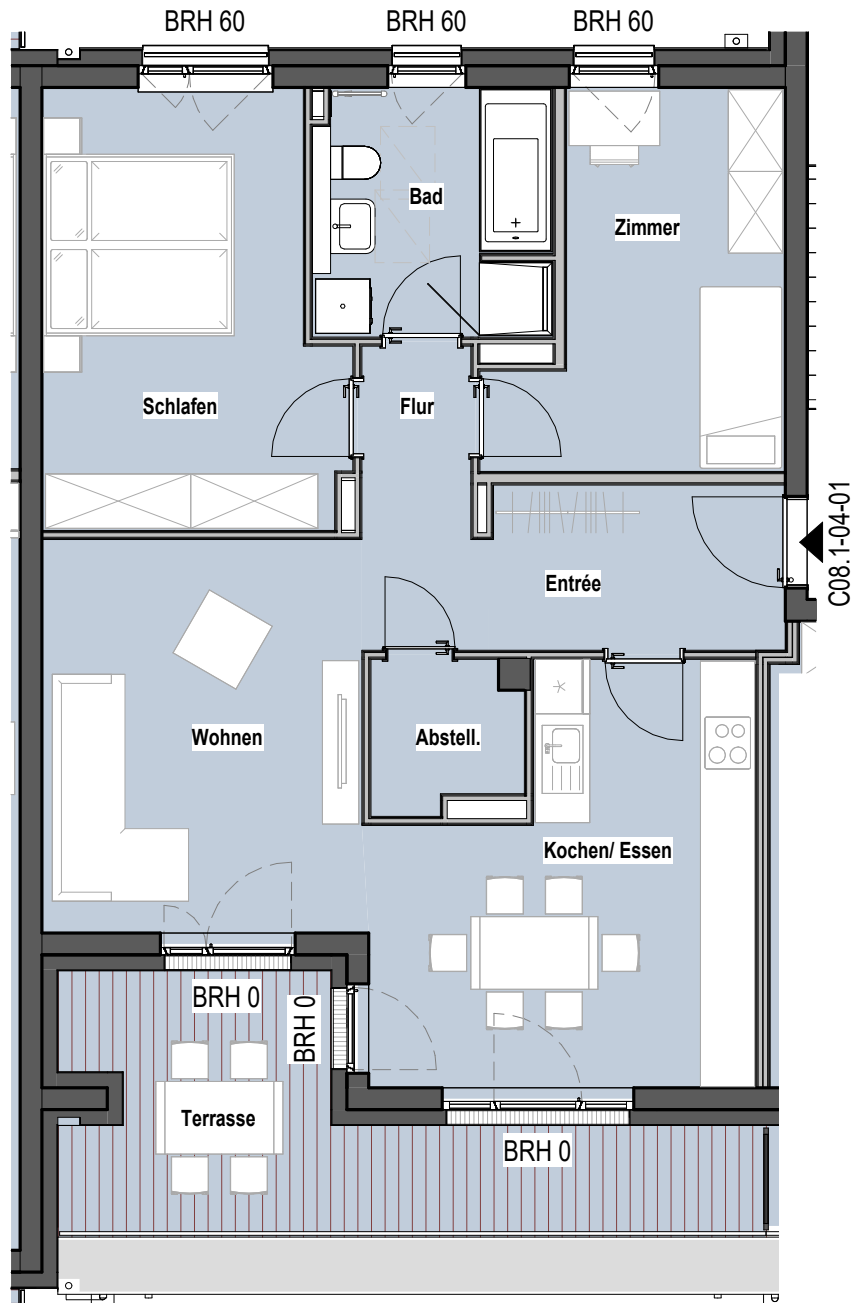 BRH 60
BRH 60
BRH 60
Bad
Zimmer
Schlafen
Flur
C08.1-04-01
Entrée
Wohnen
Abstell.
Kochen/ Essen
BRH 0
BRH 0
Terrasse
BRH 0